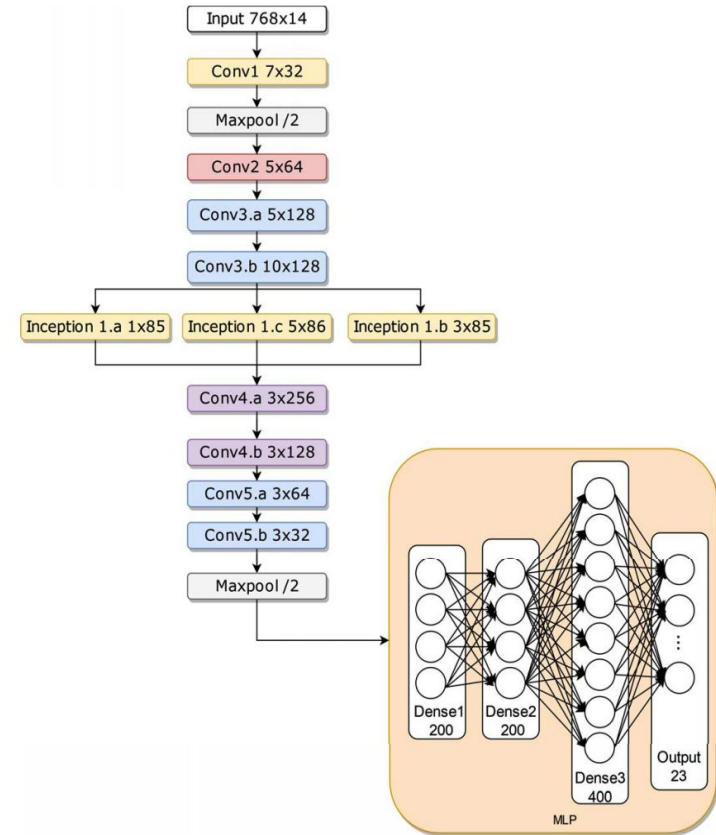 Input 768x14
Conv1 7x32
Maxpool /2
Conv2 5x64
Conv3.a 5x128
Conv3.b 10x128
Inception 1.a 1x85
Inception 1.c 5x86
Inception 1.b 3x85
Conv4.a 3x256
Conv4.b 3x128
Conv5.a 3x64
Conv5.b 3x32
Maxpool /2
Dense1
200
Dense2
200
Dense3
400
...
Output
23
MLP